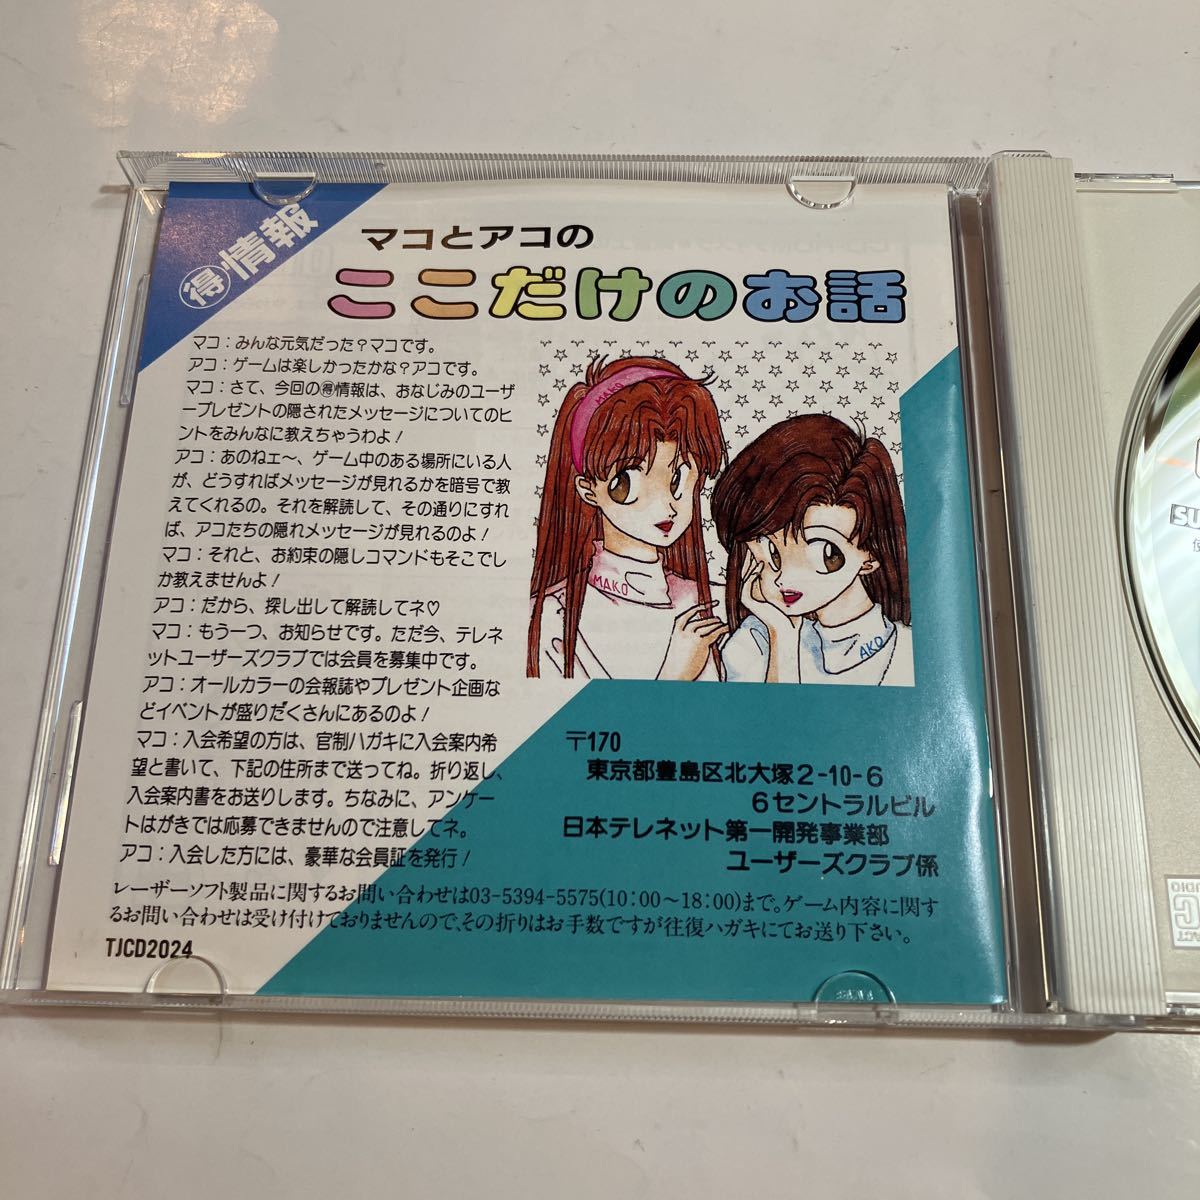 ㊝情報
マコとアコの
ここだけのお話
マコ：みんな元気だった？マコです。
アコ：ゲームは楽しかったかな？アコです。
マコ：さて、今回の㊝情報は、おなじみのユーザ
ープレゼントの隠されたメッセージについてのヒ
ントをみんなに教えちゃうわよ！
アコ：あのねェ〜、ゲーム中のある場所にいる人
が、どうすればメッセージが見れるかを暗号で教
えてくれるの。それを解読して、その通りにすれ
ば、アコたちの隠れメッセージが見れるのよ！
マコ：それと、お約束の隠しコマンドもそこでし
か教えませんよ！
アコ：だから、探し出して解読してネ♡
マコ：もう一つ、お知らせです。ただ今、テレネ
ットユーザーズクラブでは会員を募集中です。
アコ：オールカラーの会報誌やプレゼント企画な
どイベントが盛りだくさんにあるのよ！
マコ：入会希望の方は、官制ハガキに入会案内希
望と書いて、下記の住所まで送ってね。折り返し、
入会案内書をお送りします。ちなみに、アンケー
トはがきでは応募できませんので注意してネ。
アコ：入会した方には、豪華な会員証を発行！
MAKO
MAKO
AKO
〒170
東京都豊島区北大塚2-10-6
6セントラルビル
日本テレネット第一開発事業部
ユーザーズクラブ係
レーザーソフト製品に関するお問い合わせは03-5394-5575(10：00〜18：00)まで。ゲーム内容に関す
るお問い合わせは受け付けておりませんので、その折りはお手数ですが往復ハガキにてお送り下さい。
TJCD2024
SU